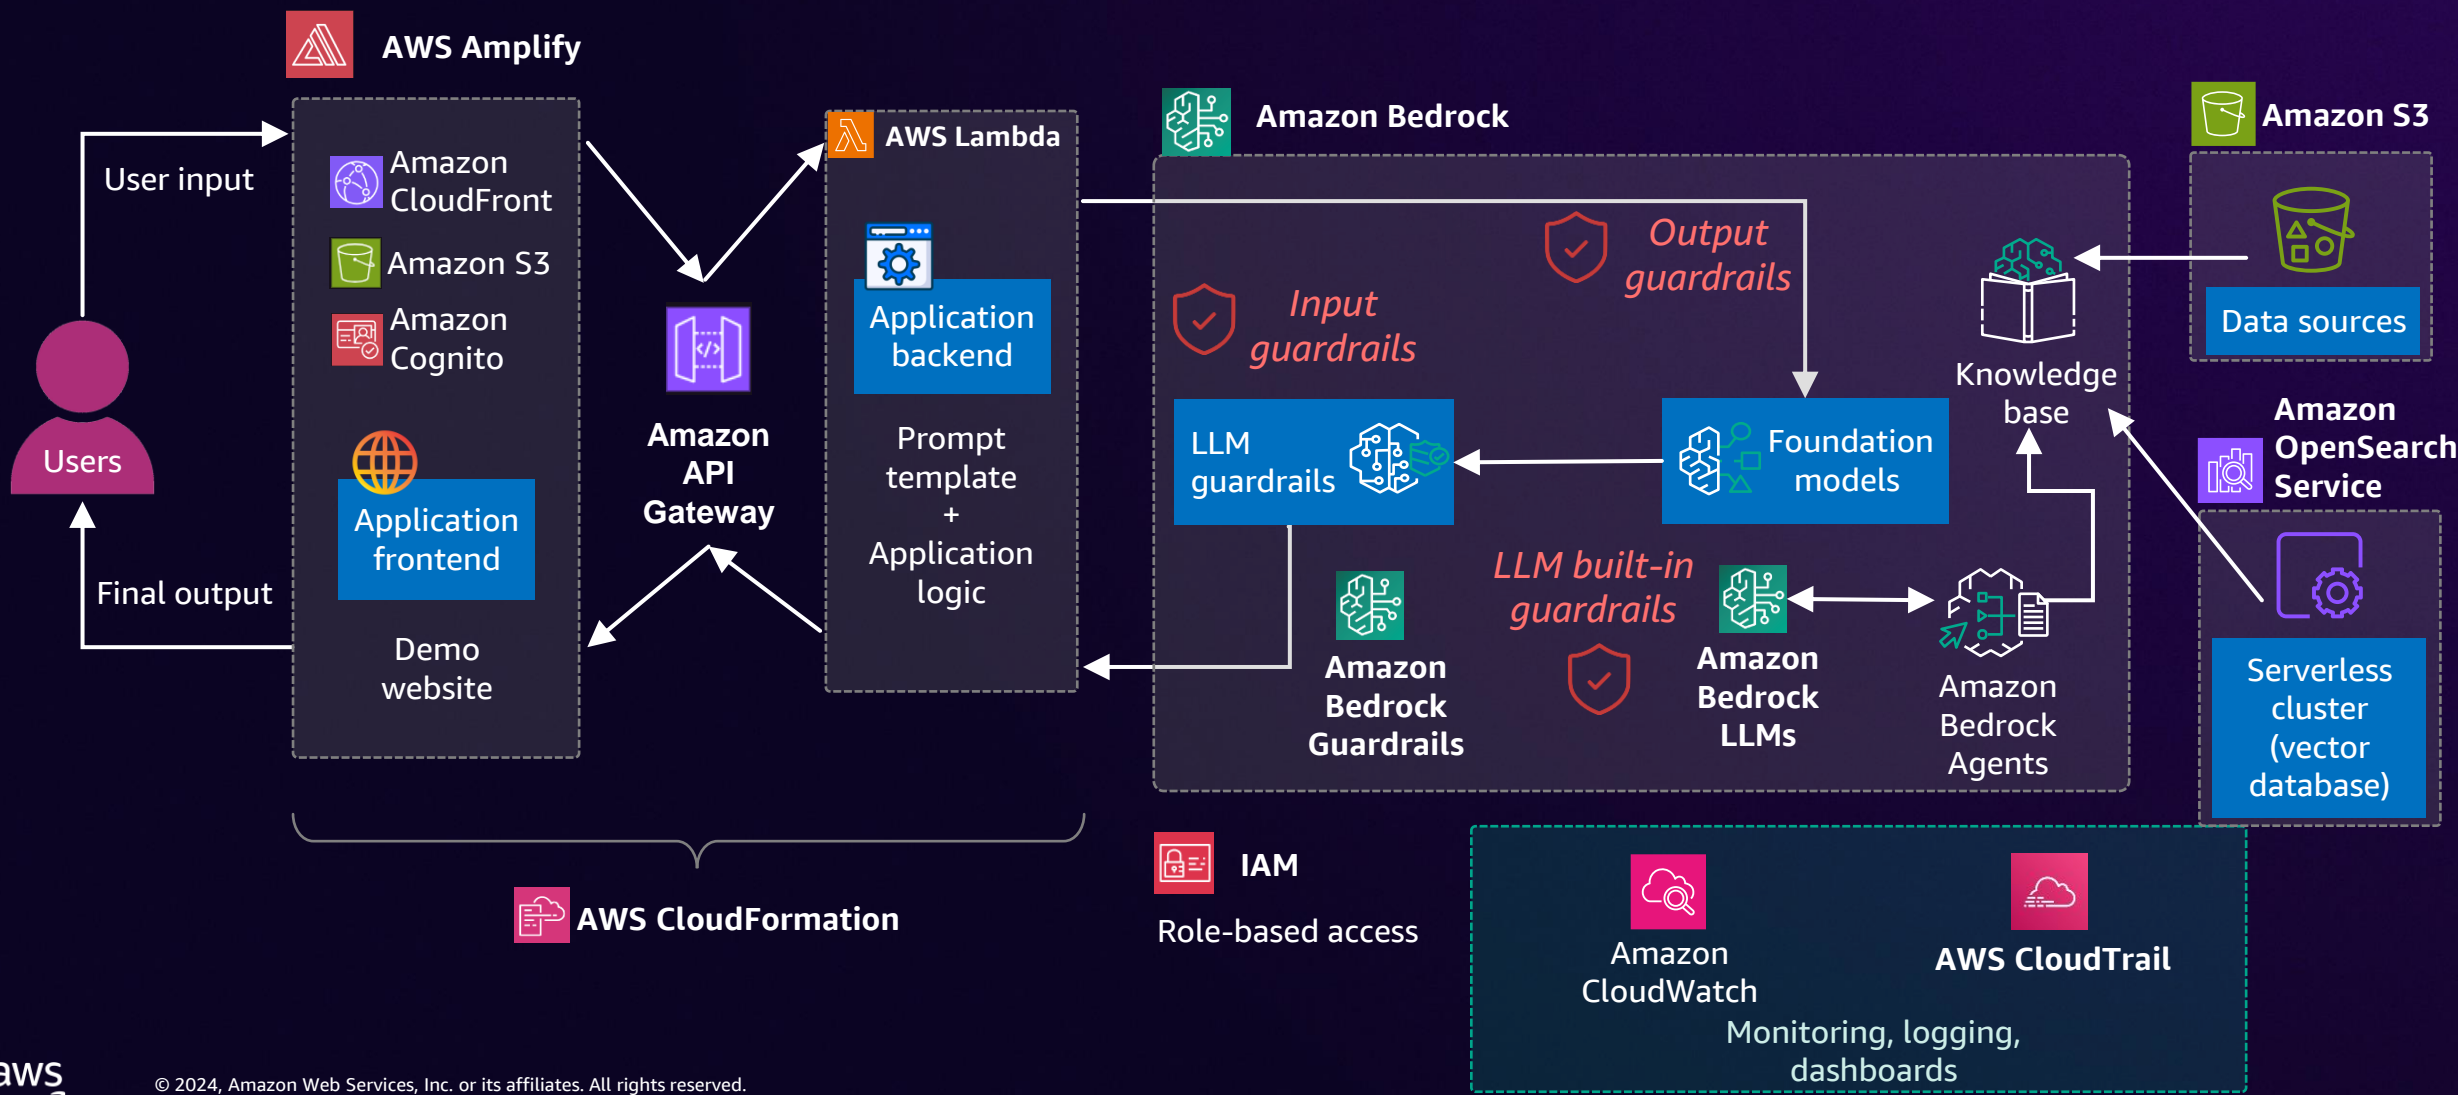 AWS Amplify
User input
Amazon
CloudFront
Amazon S3
Amazon
Cognito
Users
Application
frontend
Final output
Demo
website
Amazon
API
Gateway
AWS Lambda
Application
backend
Prompt
template
+
Application
logic
AWS CloudFormation
Amazon Bedrock
Output
guardrails
Input
guardrails
LLM
guardrails
Foundation
models
Knowledge
base
LLM built-in
guardrails
Amazon
Bedrock
Guardrails
Amazon
Bedrock
LLMs
Amazon
Bedrock
Agents
Amazon S3
Data sources
Amazon
OpenSearch
Service
Serverless
cluster
(vector
database)
IAM
Role-based access
Amazon
CloudWatch
AWS CloudTrail
Monitoring, logging,
dashboards
aws
© 2024, Amazon Web Services, Inc. or its affiliates. All rights reserved.